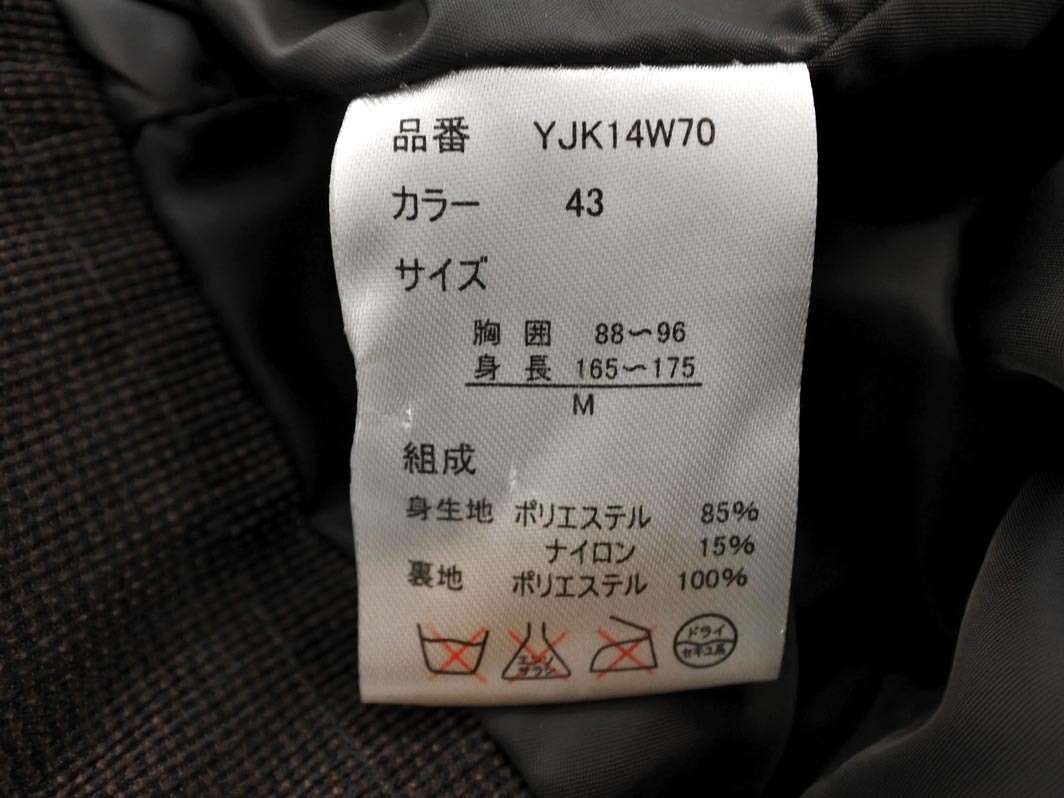 品番 YJK14W70
カラー 43
サイズ
胸囲 88〜96
身長 165〜175
M
組成
身生地 ポリエステル 85%
ナイロン 15%
裏地 ポリエステル 100%
エンソ
サラシ
ドライ
セキユ系